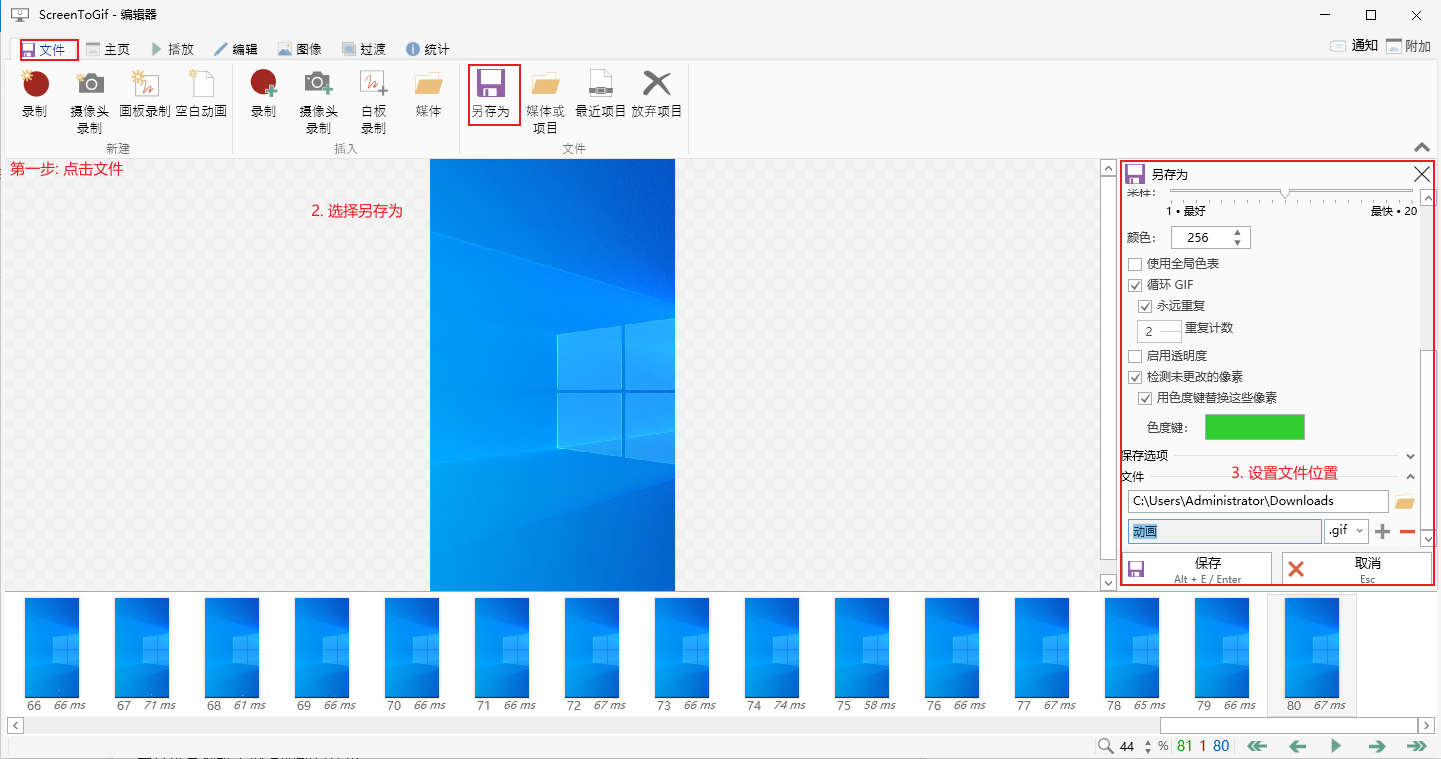 ScreenToGif - 编辑器
文件 主页 播放 编辑 图像 过渡 统计
通知 附加
录制 摄像头 录制 画板录制 空白动画
新建
录制 摄像头 录制 白板 录制 媒体
插入
另存为 媒体或 项目 最近项目 放弃项目
文件
第一步: 点击文件
2. 选择另存为
另存为
采样:
1 • 最好 最快 • 20
颜色: 256
使用全局色表
循环 GIF
永远重复
2 重复计数
启用透明度
检测未更改的像素
用色度键替换这些像素
色度键:
保存选项
3. 设置文件位置
文件
C:\Users\Administrator\Downloads
动画 .gif
保存 取消
Alt + E / Enter Esc
66 66 ms 67 71 ms 68 61 ms 69 66 ms 70 66 ms 71 66 ms 72 67 ms 73 66 ms 74 74 ms 75 58 ms 76 66 ms 77 67 ms 78 65 ms 79 66 ms 80 67 ms
44 % 81 1 80